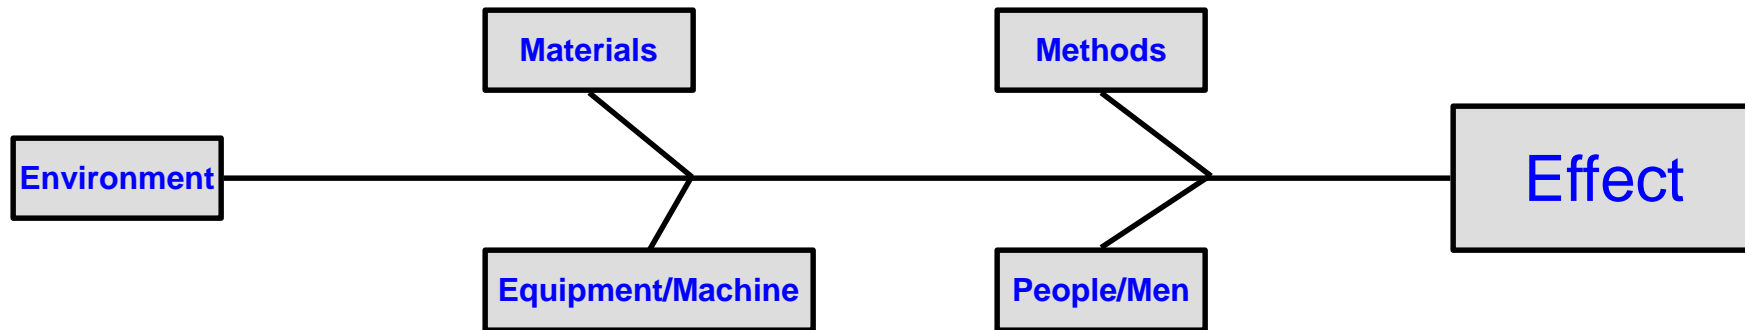 Materials
Methods
Environment
Effect
Equipment/Machine
People/Men